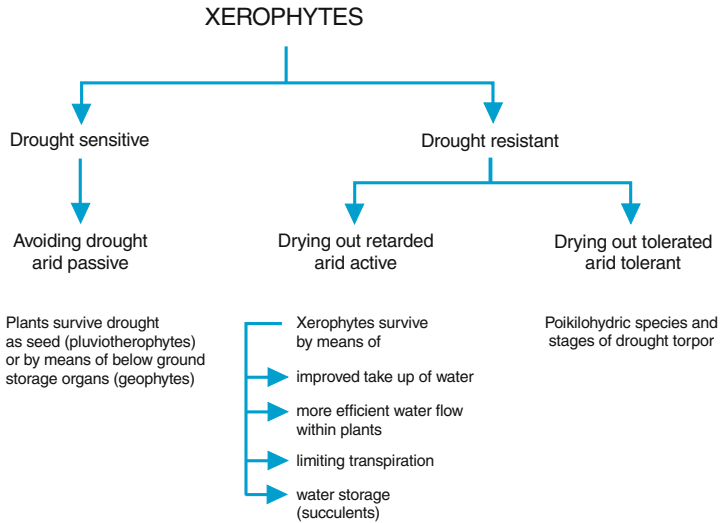 XEROPHYTES
Drought sensitive
Drought resistant
Avoiding drought
arid passive
Drying out retarded
arid active
Drying out tolerated
arid tolerant
Plants survive drought
as seed (pluviotherophytes)
or by means of below ground
storage organs (geophytes)
Xerophytes survive
by means of
improved take up of water
more efficient water flow
within plants
limiting transpiration
water storage
(succulents)
Poikilohydric species and
stages of drought torpor